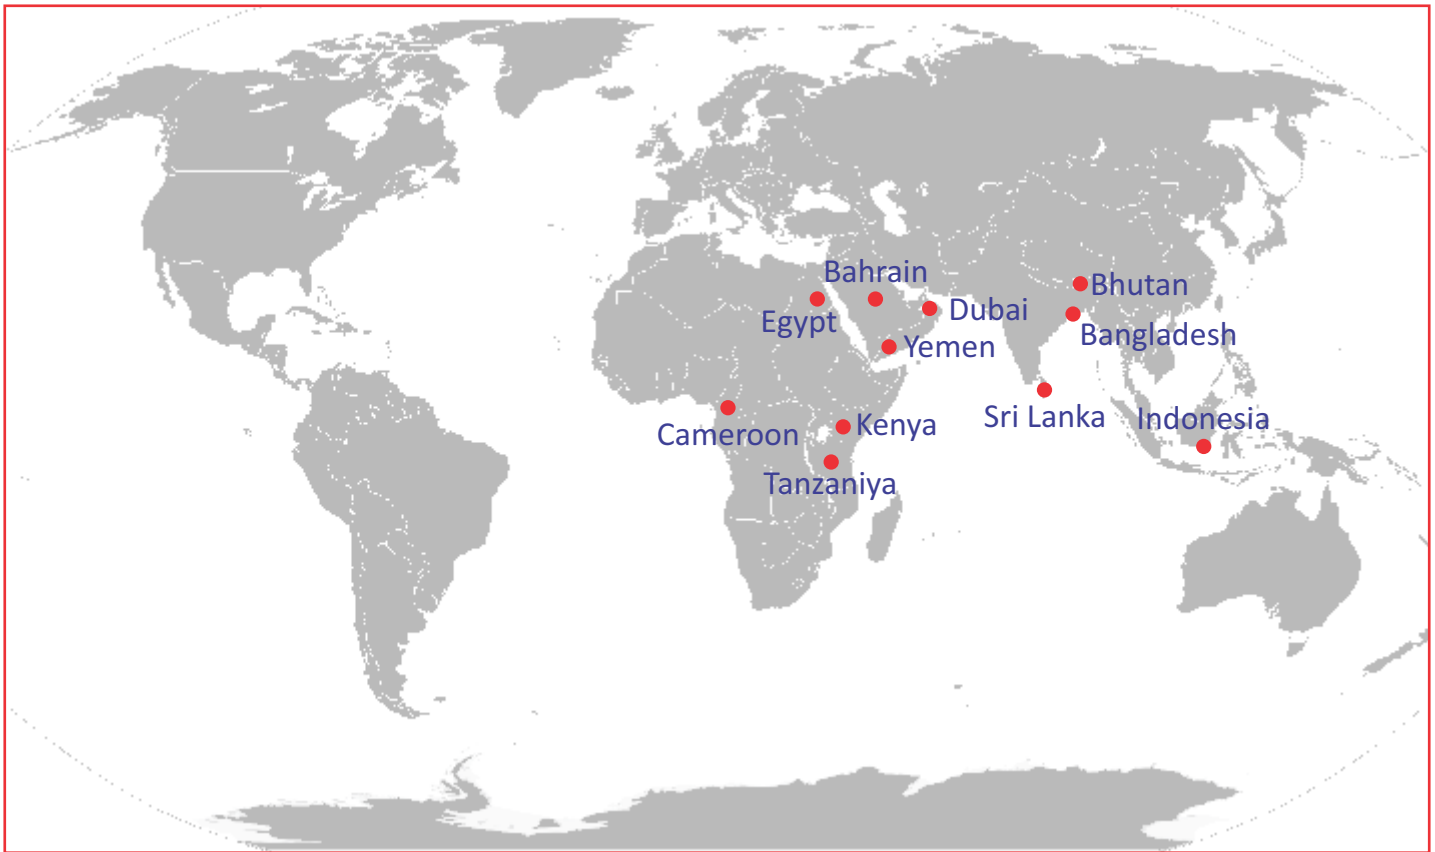 Bahrain
Bhutan
Egypt
Dubai
Bangladesh
Yemen
Sri Lanka
Indonesia
Cameroon
Kenya
Tanzaniya